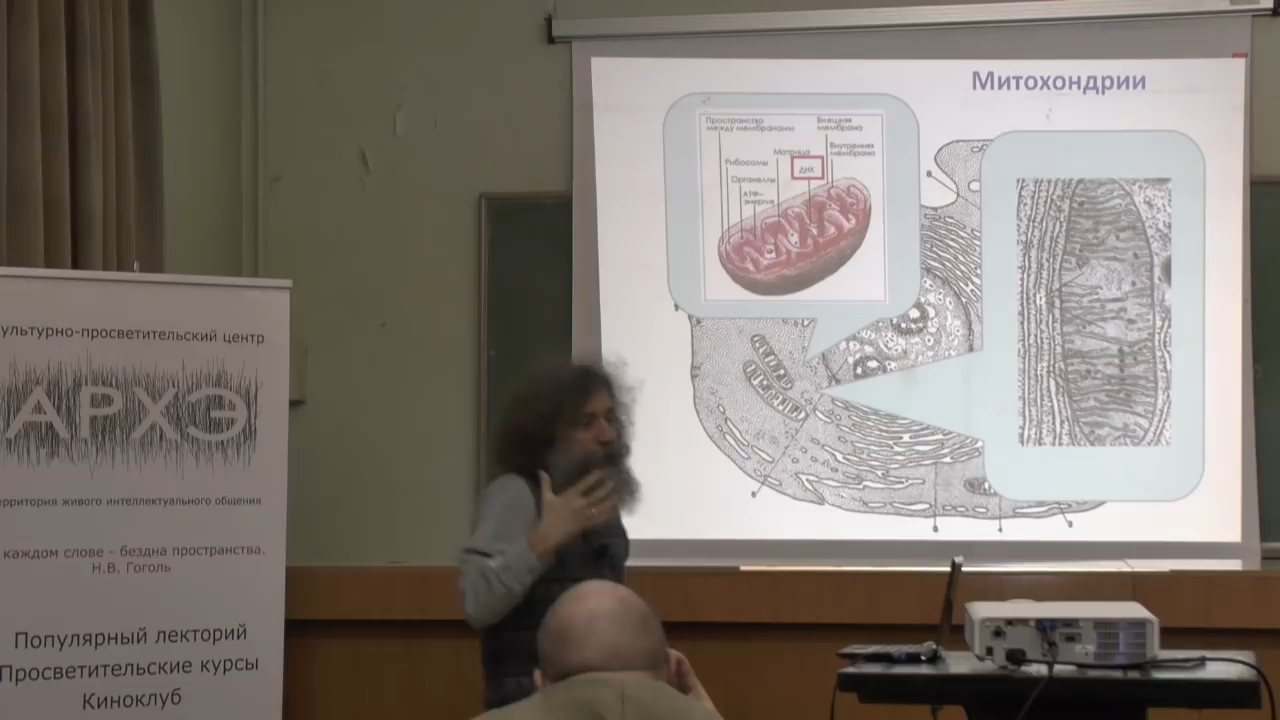 Митохондрии
Пространство
между мембранами
Внешняя
мембрана
Внутренняя
мембрана
Матрица
Рибосомы
ДНК
Органеллы
АТФ-
энергия
ультурно-просветительский центр
АРХЭ
ерритория живого интеллектуального общения
каждом слове - бездна пространства.
Н.В. Гоголь
Популярный лекторий
Просветительские курсы
Киноклуб